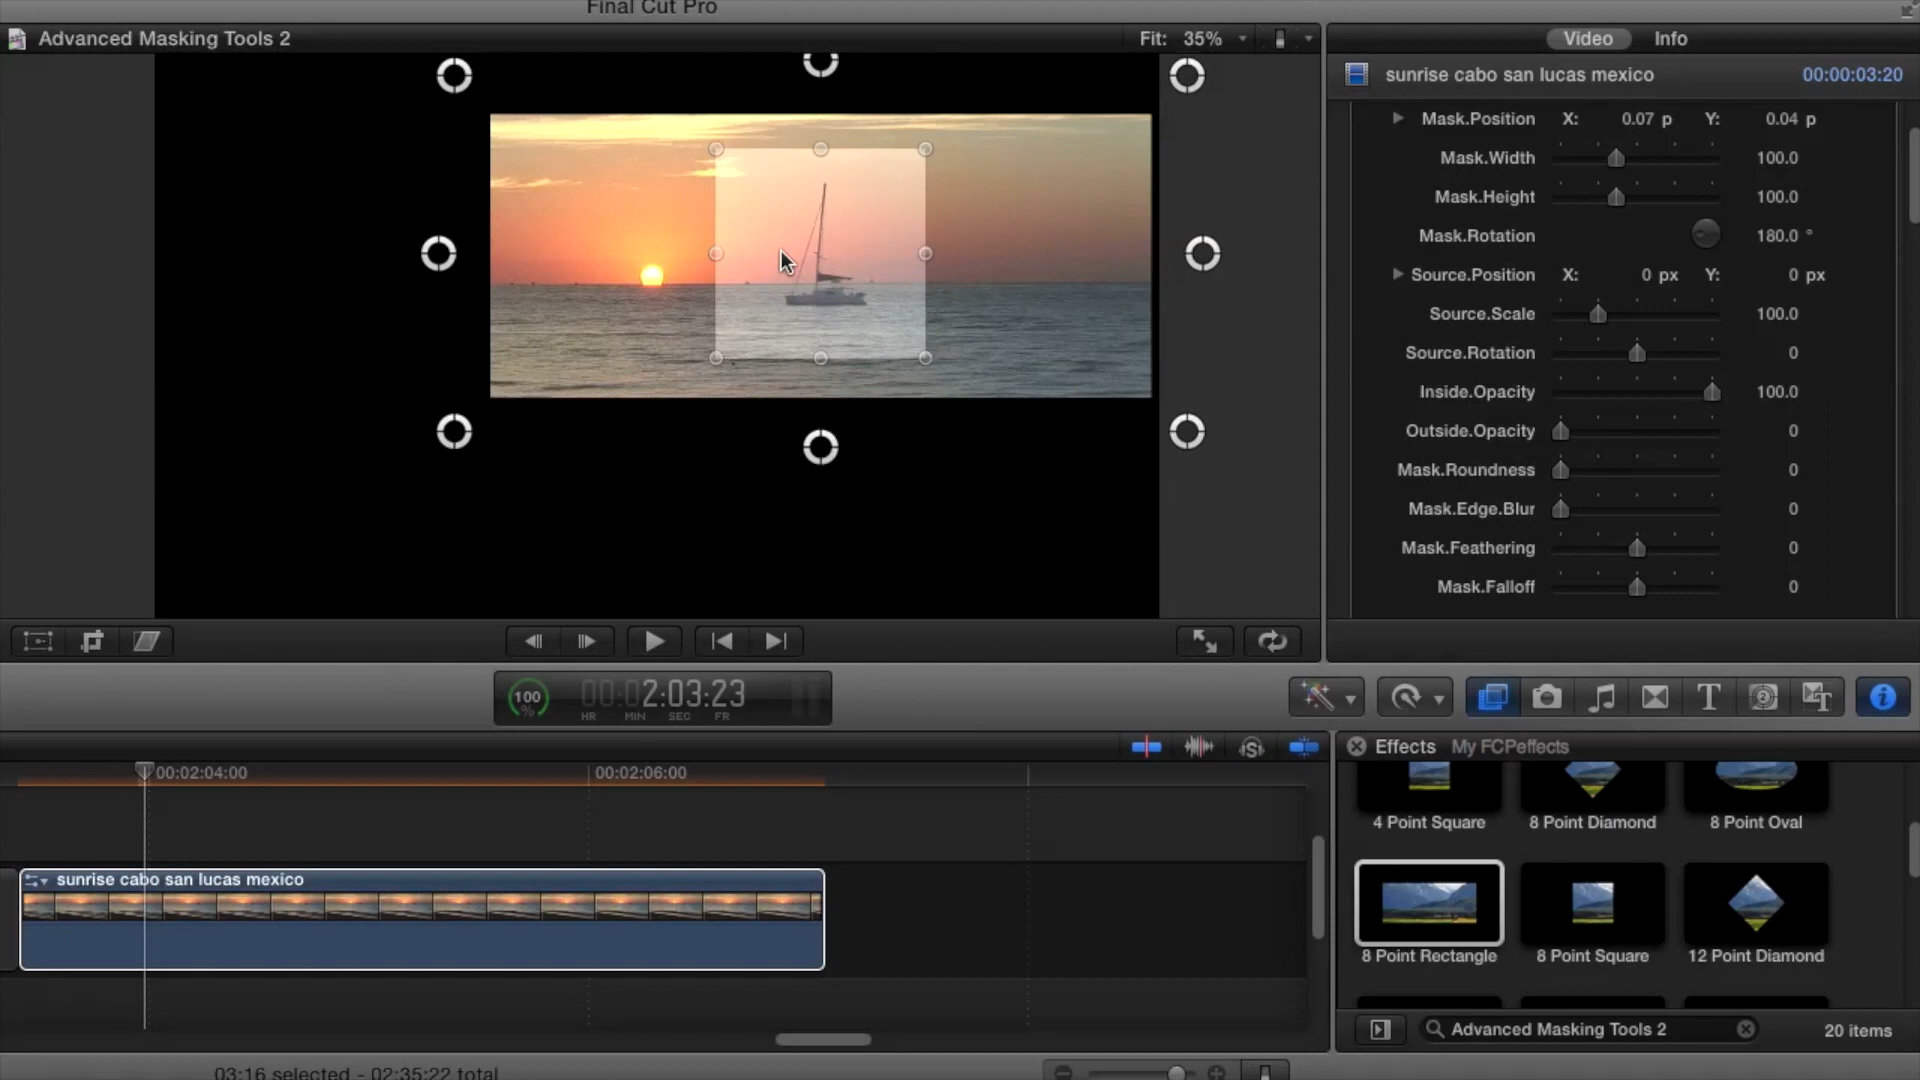 Final Cut Pro
Advanced Masking Tools 2
Fit: 35%
Video Info
sunrise cabo san lucas mexico 00:00:03:20
Mask.Position X: 0.07 p Y: 0.04 p
Mask.Width 100.0
Mask.Height 100.0
Mask.Rotation 180.0 °
Source.Position X: 0 px Y: 0 px
Source.Scale 100.0
Source.Rotation 0
Inside.Opacity 100.0
Outside.Opacity 0
Mask.Roundness 0
Mask.Edge.Blur 0
Mask.Feathering 0
Mask.Falloff 0
100 % 00:02:03:23
HR MIN SEC FR
Effects My FCPeffects
00:02:04:00 00:02:06:00
4 Point Square 8 Point Diamond 8 Point Oval
sunrise cabo san lucas mexico
8 Point Rectangle 8 Point Square 12 Point Diamond
Advanced Masking Tools 2 20 items
03:16 selected - 02:35:22 total